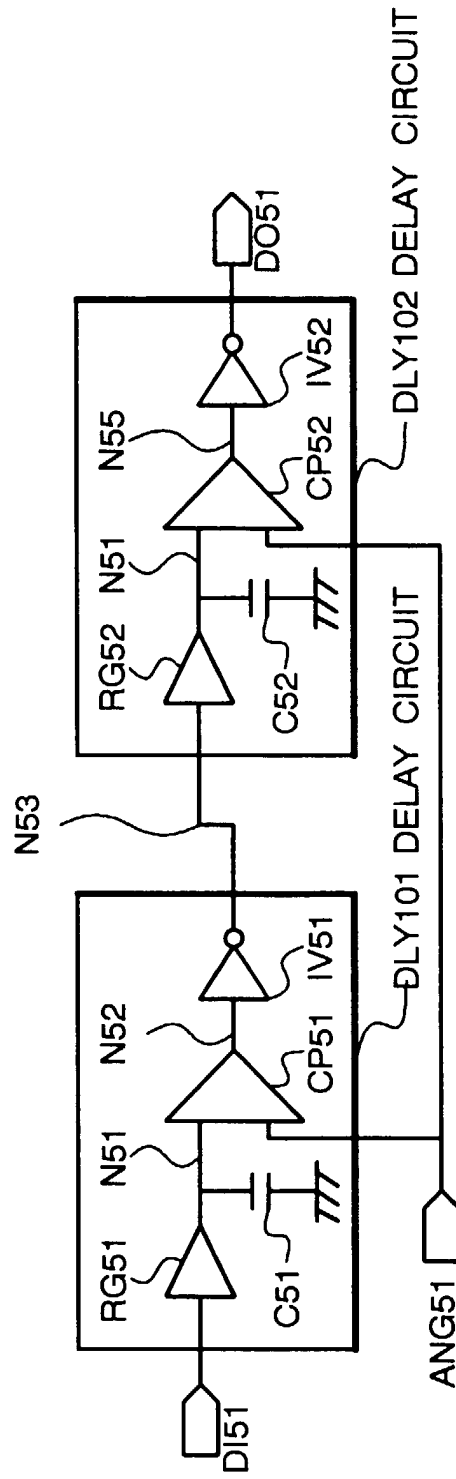 DI51
RG51
N51
C51
N52
CP51
IV51
DLY101 DELAY CIRCUIT
N53
RG52
N51
C52
N55
CP52
IV52
DLY102 DELAY CIRCUIT
DO51
ANG51